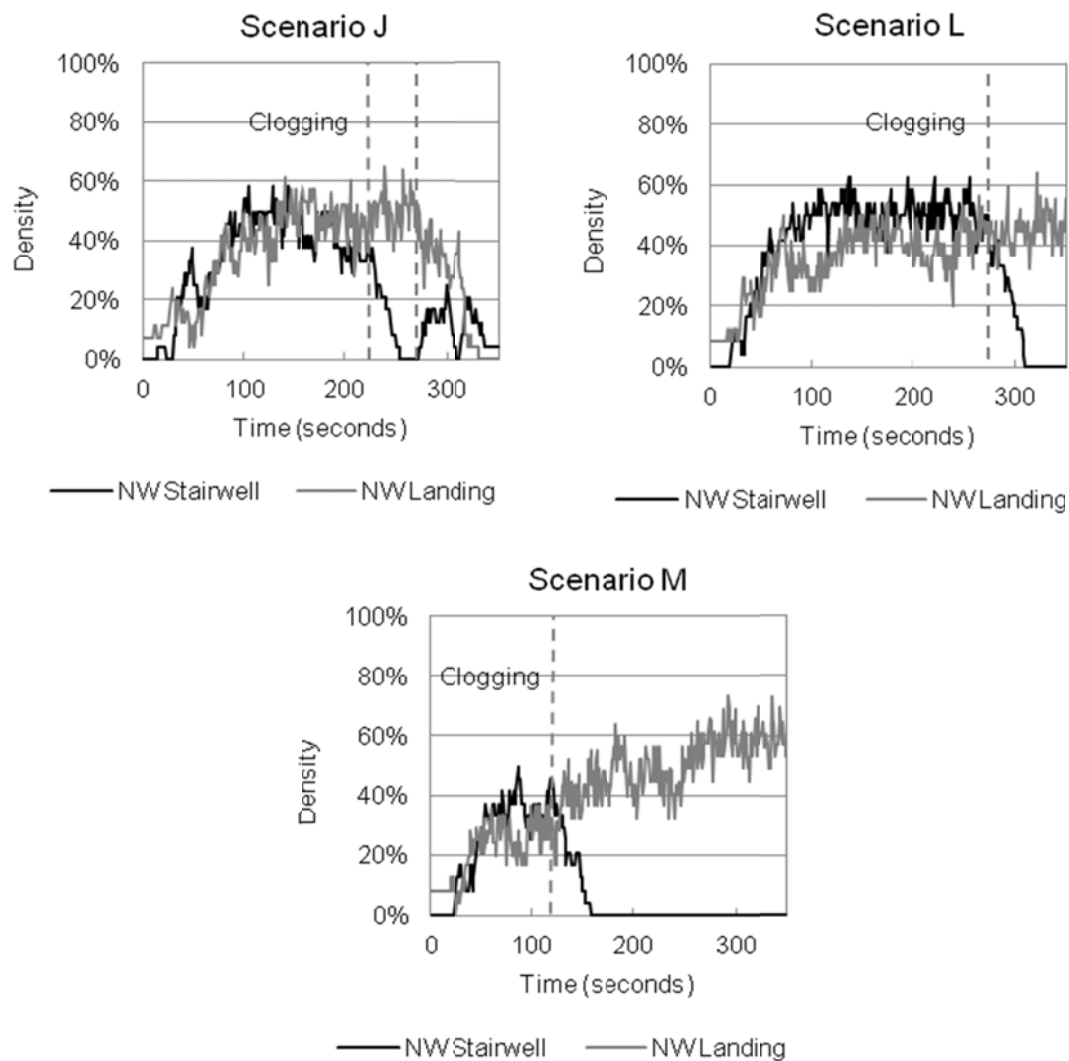 Scenario J
100%
80%
60%
40%
20%
0%
Density
Clogging
0 100 200 300
Time (seconds)
NW Stairwell NW Landing
Scenario L
100%
80%
60%
40%
20%
0%
Density
Clogging
0 100 200 300
Time (seconds)
NW Stairwell NW Landing
Scenario M
100%
80%
60%
40%
20%
0%
Density
Clogging
0 100 200 300
Time (seconds)
NW Stairwell NW Landing